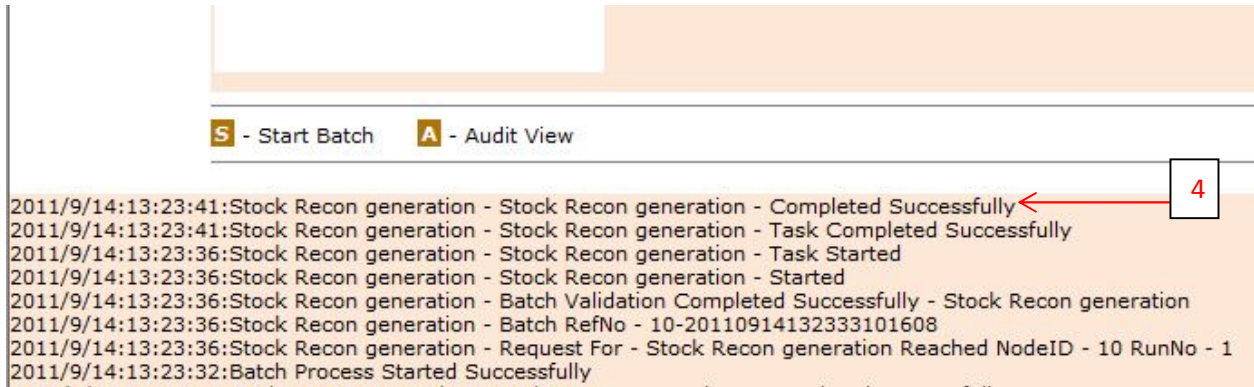 S - Start Batch A - Audit View
4
2011/9/14:13:23:41:Stock Recon generation - Stock Recon generation - Completed Successfully
2011/9/14:13:23:41:Stock Recon generation - Stock Recon generation - Task Completed Successfully
2011/9/14:13:23:36:Stock Recon generation - Stock Recon generation - Task Started
2011/9/14:13:23:36:Stock Recon generation - Stock Recon generation - Started
2011/9/14:13:23:36:Stock Recon generation - Batch Validation Completed Successfully - Stock Recon generation
2011/9/14:13:23:36:Stock Recon generation - Batch RefNo - 10-20110914132333101608
2011/9/14:13:23:36:Stock Recon generation - Request For - Stock Recon generation Reached NodeID - 10 RunNo - 1
2011/9/14:13:23:32:Batch Process Started Successfully